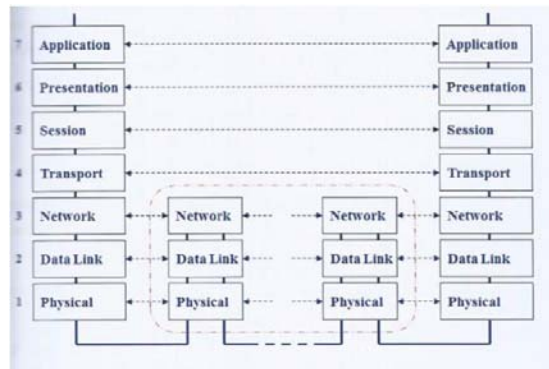 7 Application Application
6 Presentation Presentation
5 Session Session
4 Transport Transport
3 Network Network Network Network
2 Data Link Data Link Data Link Data Link
1 Physical Physical Physical Physical